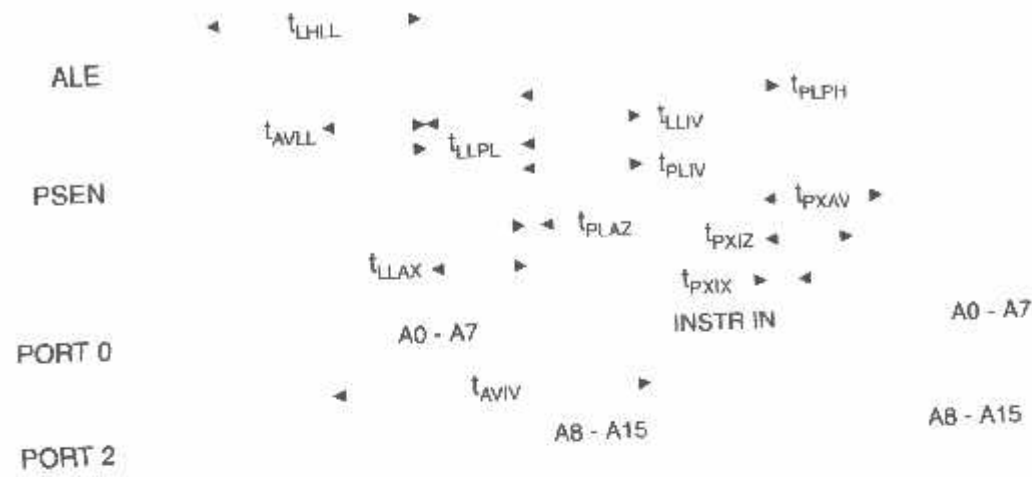 tLHLL
ALE
tPLPH
tLLIV
tAVLL
tLLPL
tPLIV
PSEN
tPXAV
tPLAZ
tPXIZ
tLLAX
tPXIX
INSTR IN
A0 - A7
A0 - A7
PORT 0
tAVIV
A8 - A15
A8 - A15
PORT 2